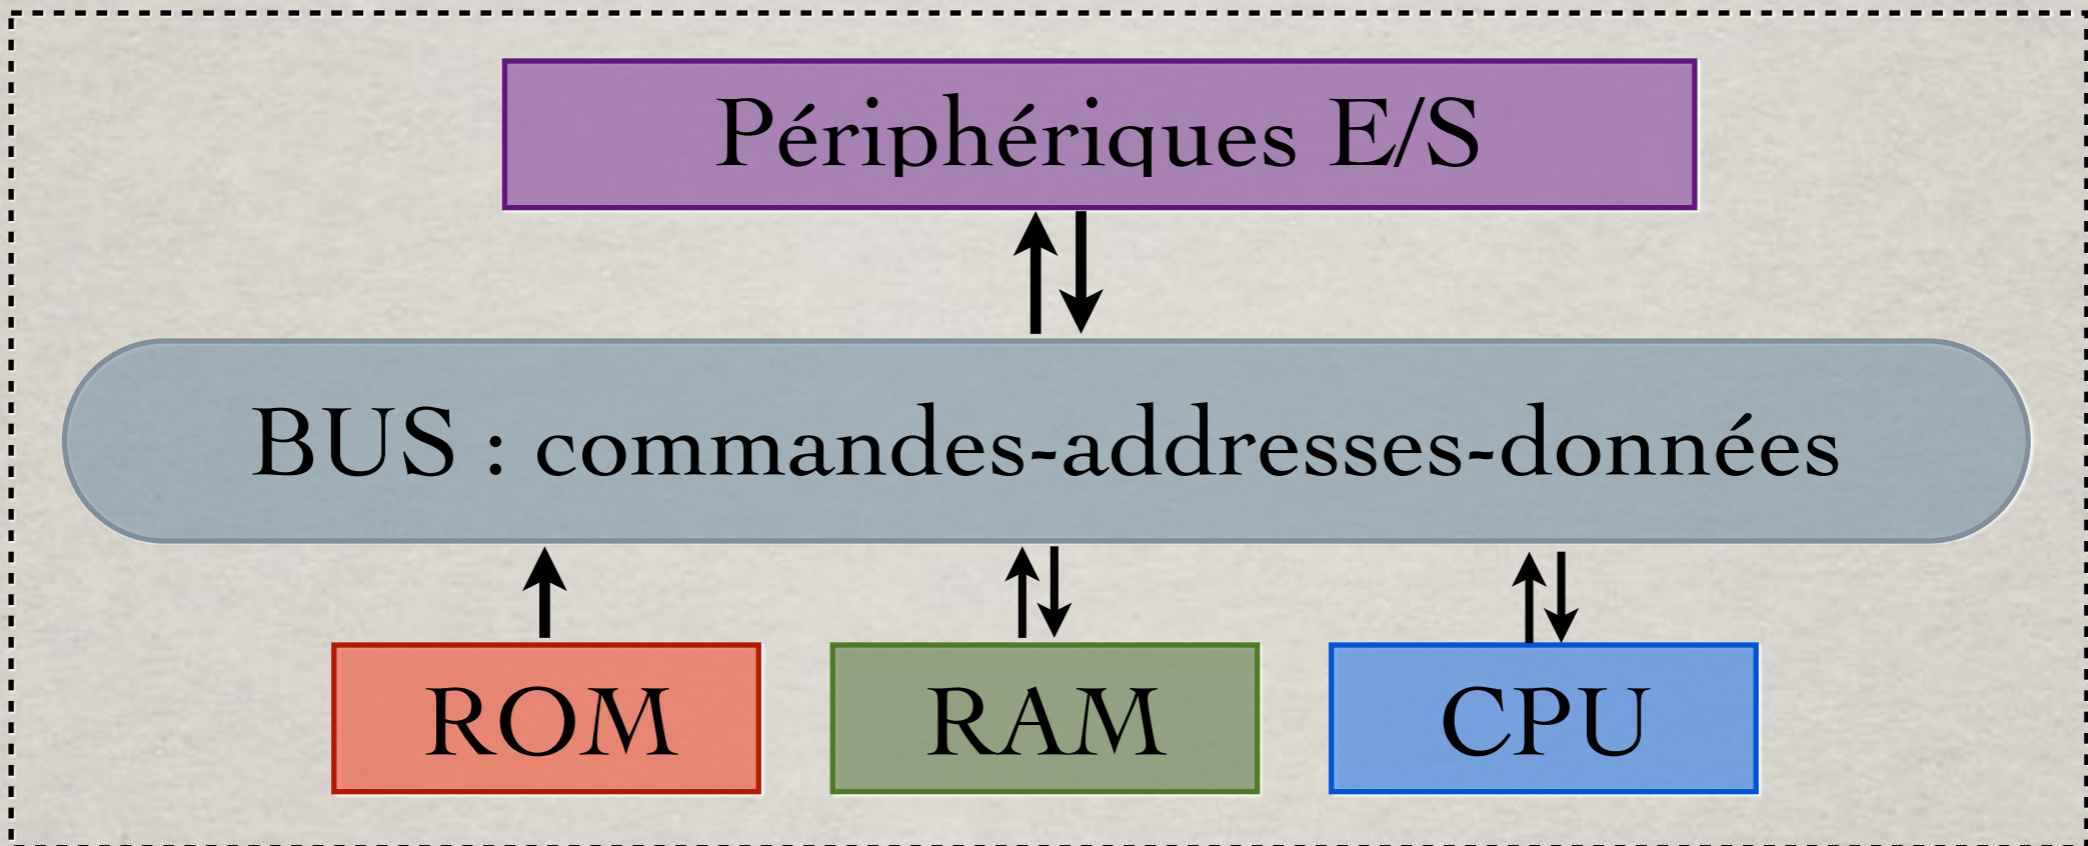 Périphériques E/S
BUS : commandes-addresses-données
ROM
RAM
CPU